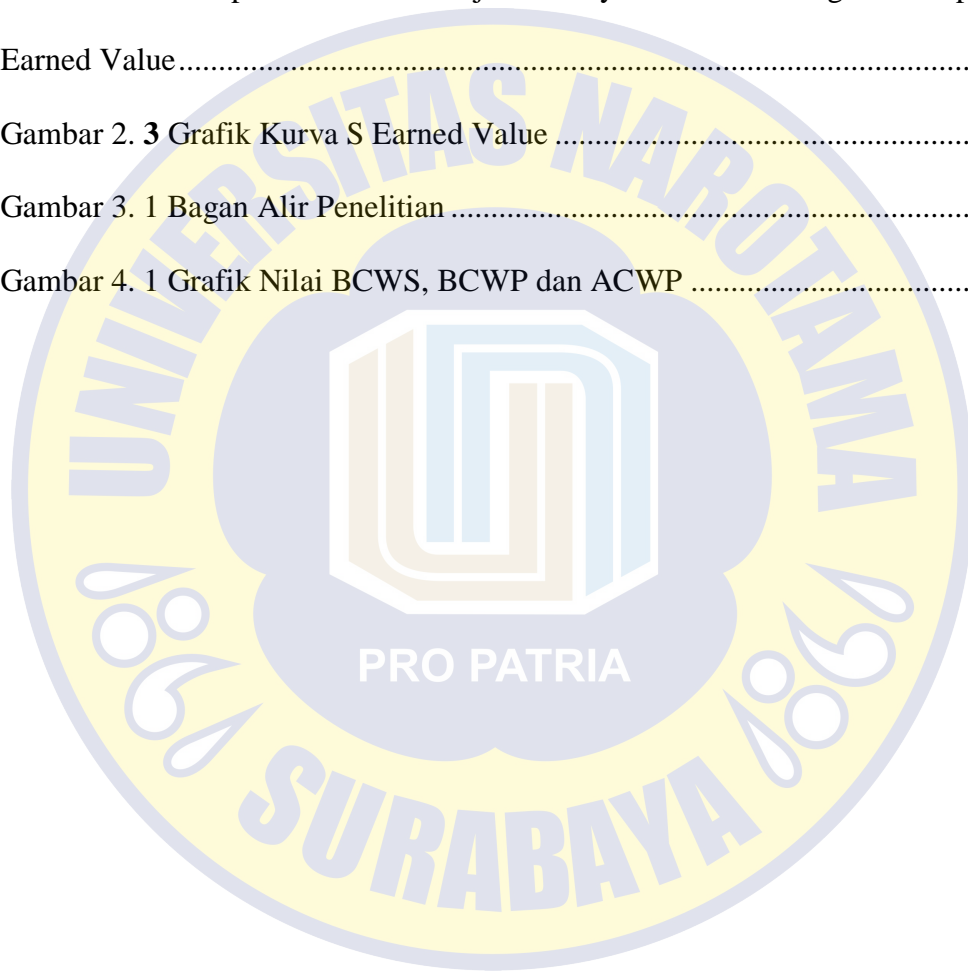 Earned Value....................................................................................................
Gambar 2. 3 Grafik Kurva S Earned Value .....................................................
Gambar 3. 1 Bagan Alir Penelitian ...................................................................
Gambar 4. 1 Grafik Nilai BCWS, BCWP dan ACWP ...................................
UNIVERSITAS NAROTAMA
PRO PATRIA
SURABAYA